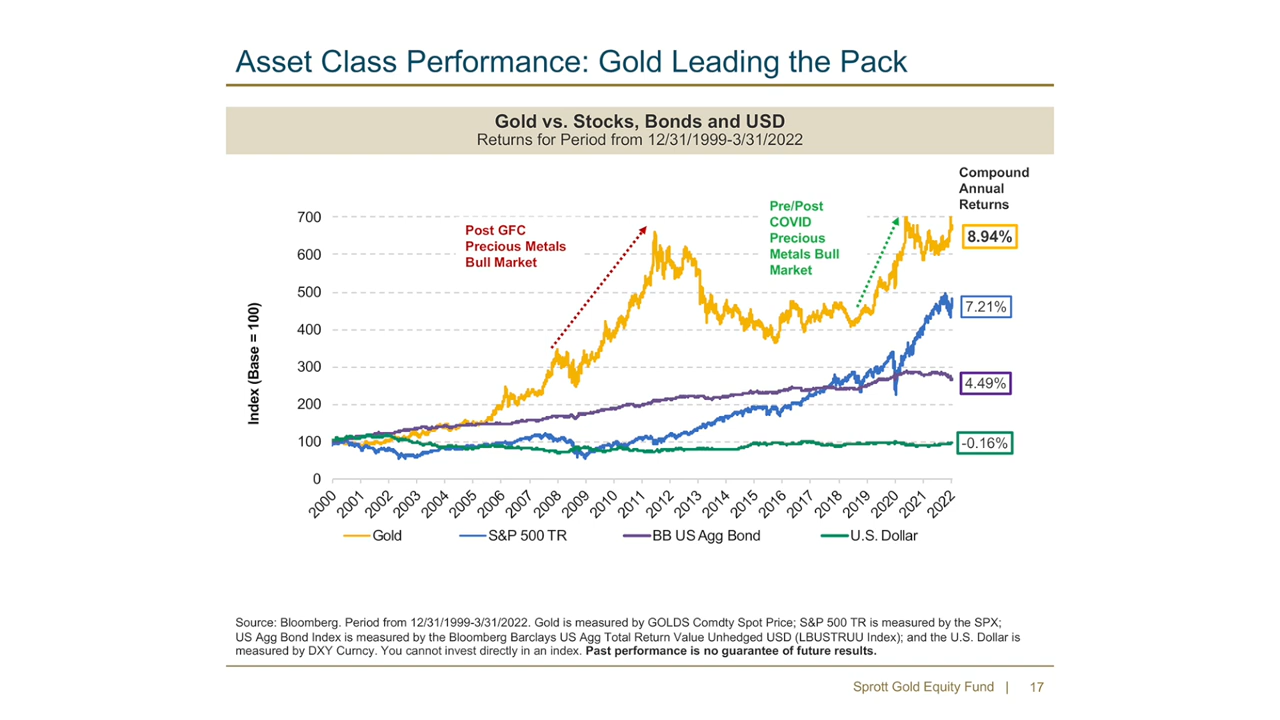 Asset Class Performance: Gold Leading the Pack
Gold vs. Stocks, Bonds and USD
Returns for Period from 12/31/1999-3/31/2022
Compound
Annual
Returns
Post GFC
Precious Metals
Bull Market
Pre/Post
COVID
Precious
Metals Bull
Market
8.94%
7.21%
4.49%
-0.16%
Index (Base = 100)
700
600
500
400
300
200
100
0
2000
2001
2002
2003
2004
2005
2006
2007
2008
2009
2010
2011
2012
2013
2014
2015
2016
2017
2018
2019
2020
2021
2022
Gold
S&P 500 TR
BB US Agg Bond
U.S. Dollar
Source: Bloomberg. Period from 12/31/1999-3/31/2022. Gold is measured by GOLDS Comdty Spot Price; S&P 500 TR is measured by the SPX;
US Agg Bond Index is measured by the Bloomberg Barclays US Agg Total Return Value Unhedged USD (LBUSTRUU Index); and the U.S. Dollar is
measured by DXY Curncy. You cannot invest directly in an index. Past performance is no guarantee of future results.
Sprott Gold Equity Fund | 17